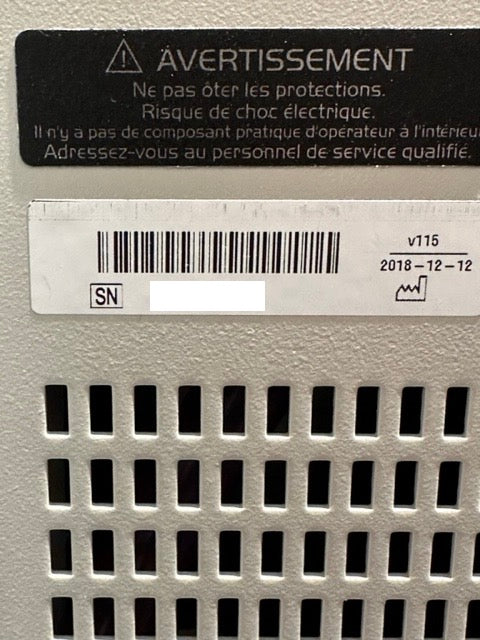 AVERTISSEMENT
Ne pas ôter les protections.
Risque de choc électrique.
Il n'y a pas de composant pratique d'opérateur à l'intérieu
Adressez-vous au personnel de service qualifié.
v115
2018-12-12
SN